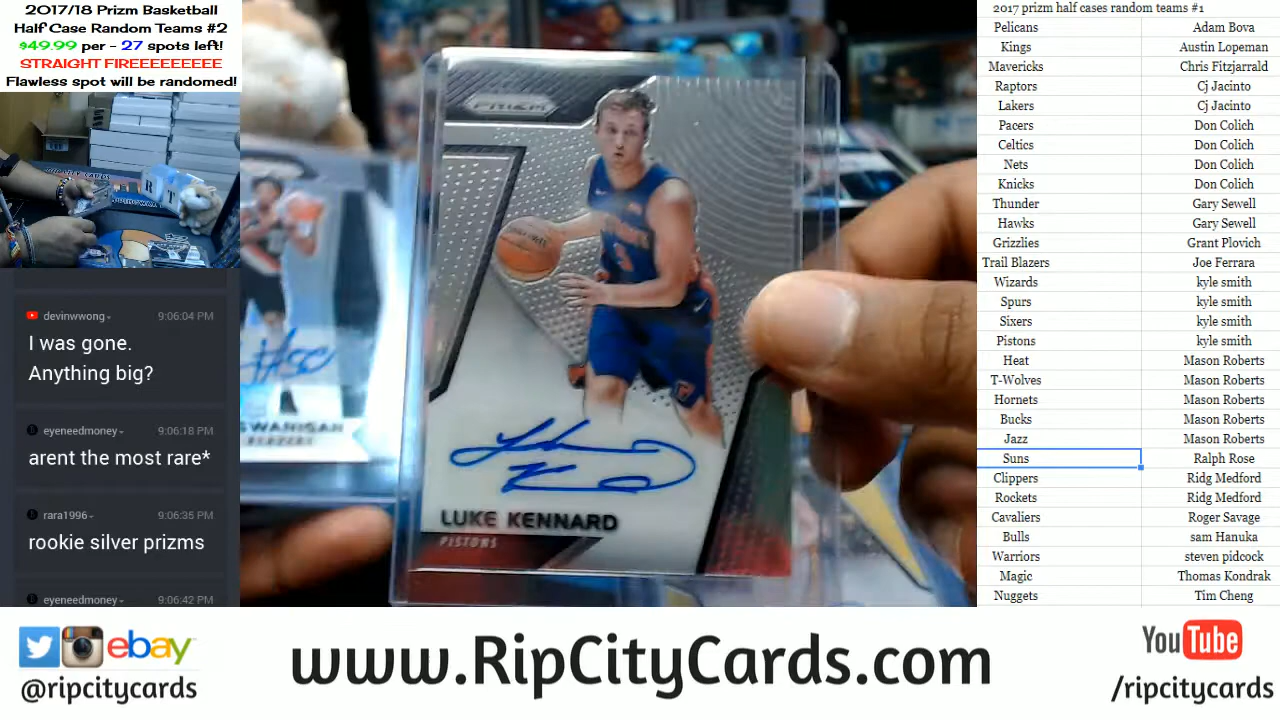 2017/18 Prizm Basketball
Half Case Random Teams #2
$49.99 per - 27 spots left!
STRAIGHT FIREEEEEEEEE
Flawless spot will be randomed!
devinwwong 9:06:04 PM
I was gone.
Anything big?
eyeneedmoney 9:06:18 PM
arent the most rare*
rara1996 9:06:35 PM
rookie silver prizms
eyeneedmoney 9:06:42 PM
PRIZM
SWANIGAN
BLAZERS
LUKE KENNARD
PISTONS
2017 prizm half cases random teams #1
Pelicans Adam Bova
Kings Austin Lopeman
Mavericks Chris Fitzjarrald
Raptors Cj Jacinto
Lakers Cj Jacinto
Pacers Don Colich
Celtics Don Colich
Nets Don Colich
Knicks Don Colich
Thunder Gary Sewell
Hawks Gary Sewell
Grizzlies Grant Plovich
Trail Blazers Joe Ferrara
Wizards kyle smith
Spurs kyle smith
Sixers kyle smith
Pistons kyle smith
Heat Mason Roberts
T-Wolves Mason Roberts
Hornets Mason Roberts
Bucks Mason Roberts
Jazz Mason Roberts
Suns Ralph Rose
Clippers Ridg Medford
Rockets Ridg Medford
Cavaliers Roger Savage
Bulls sam Hanuka
Warriors steven pidcock
Magic Thomas Kondrak
Nuggets Tim Cheng
ebay
@ripcitycards
www.RipCityCards.com
YouTube
/ripcitycards